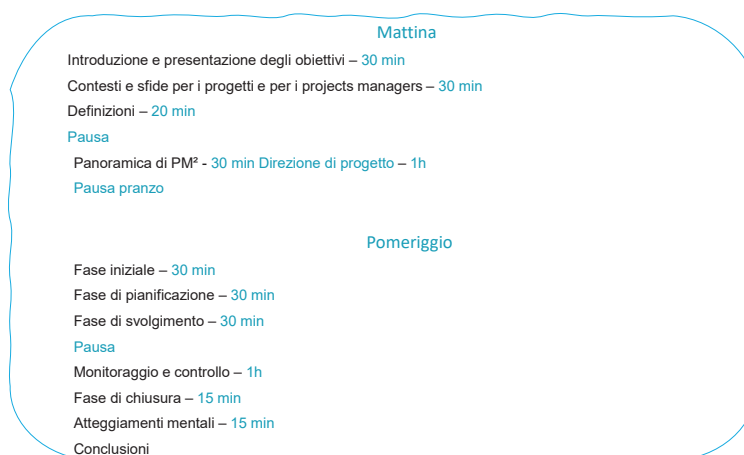 Mattina
Introduzione e presentazione degli obiettivi – 30 min
Contesti e sfide per i progetti e per i projects managers – 30 min
Definizioni – 20 min
Pausa
Panoramica di PM² - 30 min Direzione di progetto – 1h
Pausa pranzo
Pomeriggio
Fase iniziale – 30 min
Fase di pianificazione – 30 min
Fase di svolgimento – 30 min
Pausa
Monitoraggio e controllo – 1h
Fase di chiusura – 15 min
Atteggiamenti mentali – 15 min
Conclusioni